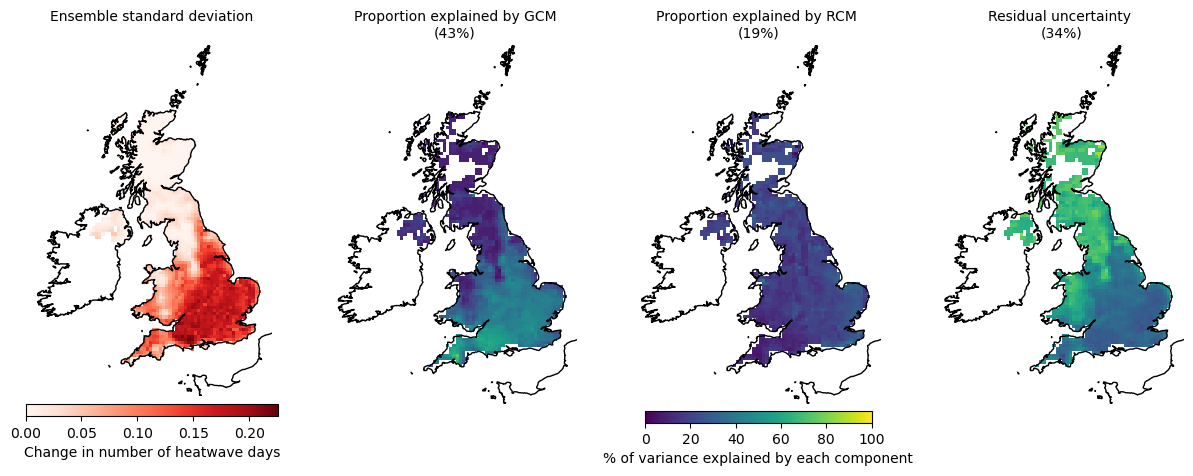 Ensemble standard deviation
Proportion explained by GCM
(43%)
Proportion explained by RCM
(19%)
Residual uncertainty
(34%)
0.00 0.05 0.10 0.15 0.20
Change in number of heatwave days
0 20 40 60 80 100
% of variance explained by each component